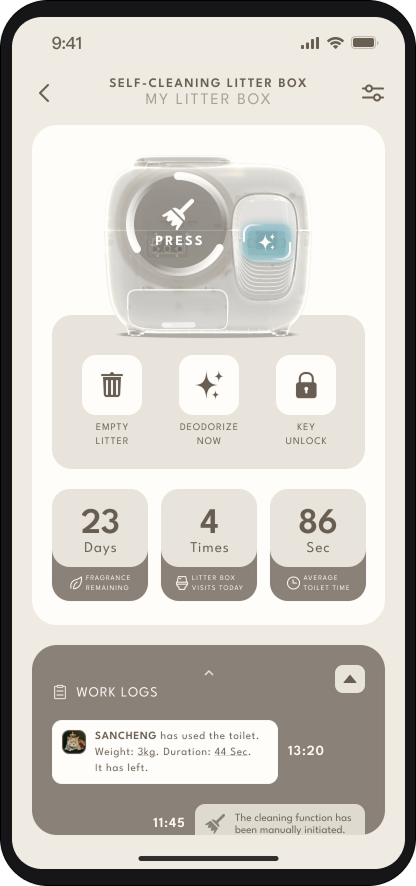 9:41
SELF-CLEANING LITTER BOX
MY LITTER BOX
PRESS
EMPTY
LITTER
DEODORIZE
NOW
KEY
UNLOCK
23
Days
FRAGRANCE
REMAINING
4
Times
LITTER BOX
VISITS TODAY
86
Sec
AVERAGE
TOILET TIME
WORK LOGS
SANCHENG has used the toilet.
Weight: 3kg. Duration: 44 Sec.
It has left.
13:20
11:45
The cleaning function has
been manually initiated.